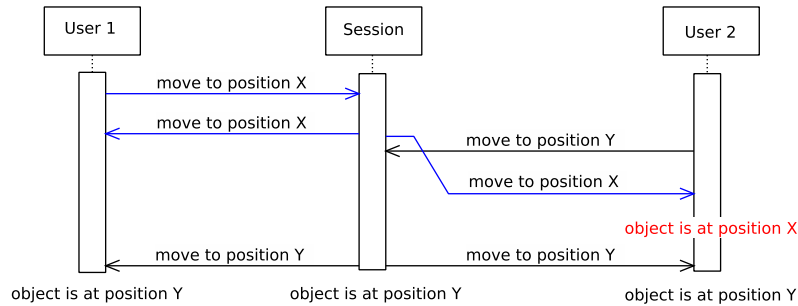 User 1
Session
User 2
move to position X
move to position X
move to position Y
move to position X
object is at position X
move to position Y
move to position Y
object is at position Y
object is at position Y
object is at position Y